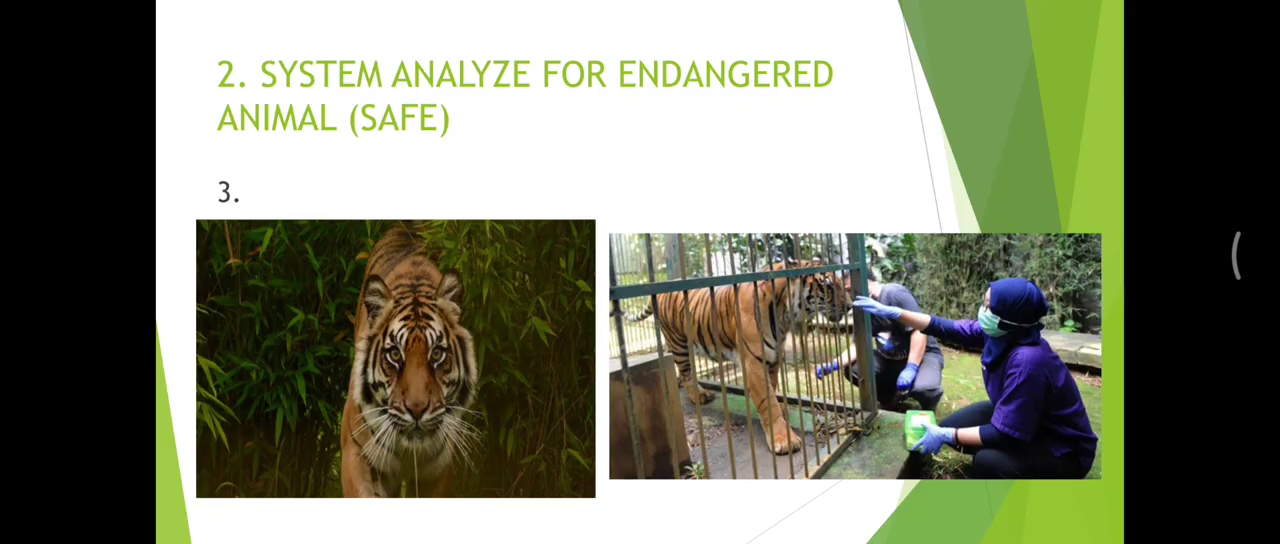 2. SYSTEM ANALYZE FOR ENDANGERED
ANIMAL (SAFE)
3.